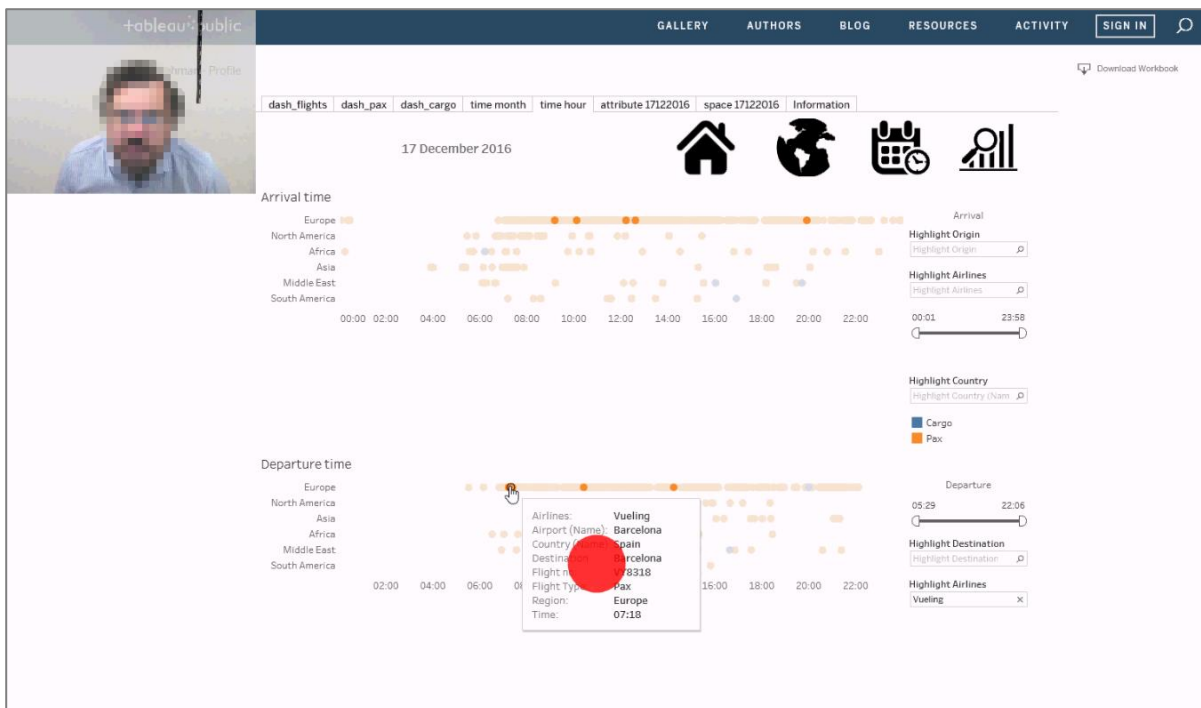 +ableau public
GALLERY AUTHORS BLOG RESOURCES ACTIVITY SIGN IN
Profile
Download Workbook
dash_flights dash_pax dash_cargo time month time hour attribute 17122016 space 17122016 Information
17 December 2016
Arrival time
Europe
North America
Africa
Asia
Middle East
South America
00:00 02:00 04:00 06:00 08:00 10:00 12:00 14:00 16:00 18:00 20:00 22:00
Arrival
Highlight Origin
Highlight Origin
Highlight Airlines
Highlight Airlines
00:01 23:58
Highlight Country
Highlight Country (Nam
Cargo
Pax
Departure time
Europe
North America
Asia
Africa
Middle East
South America
02:00 04:00 06:00 16:00 18:00 20:00 22:00
Airlines: Vueling
Airport (Name): Barcelona
Country Spain
Destination Barcelona
Flight 8318
Flight Pax
Region: Europe
Time: 07:18
Departure
05:29 22:06
Highlight Destination
Highlight Destination
Highlight Airlines
Vueling